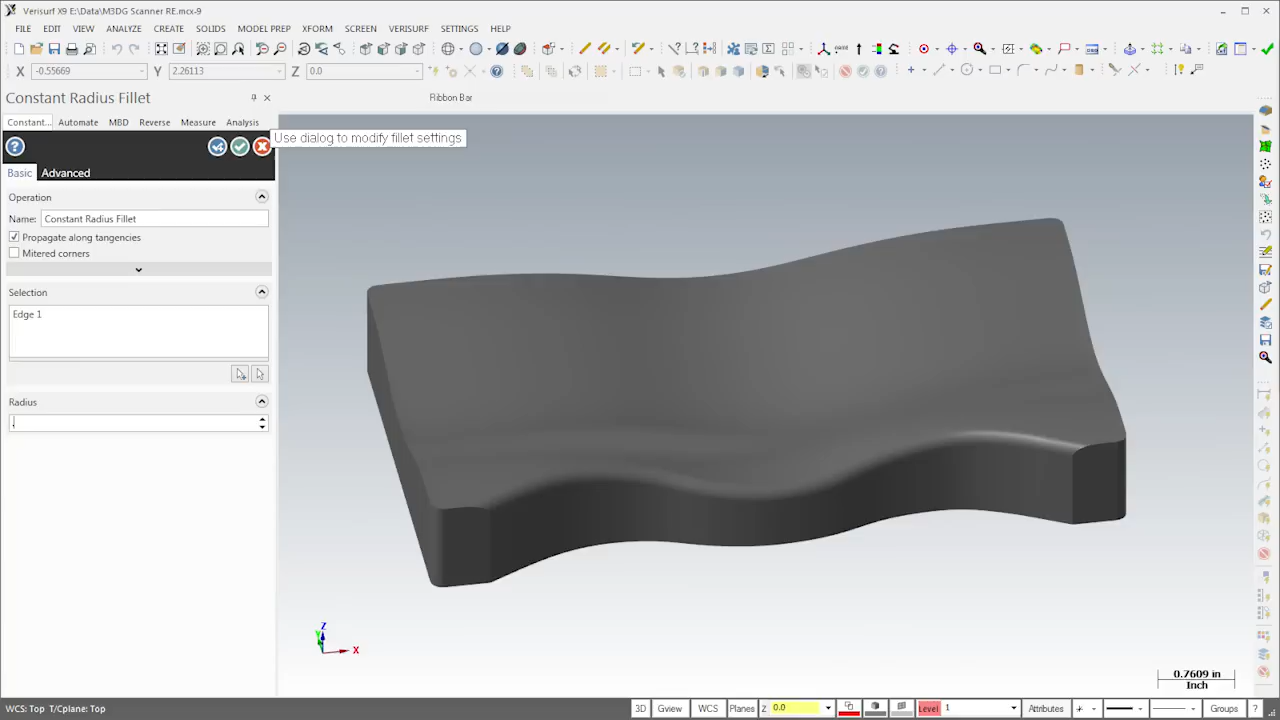 Verisurf X9 E:\Data\M3DG Scanner RE.mcx-9
FILE EDIT VIEW ANALYZE CREATE SOLIDS MODEL PREP XFORM SCREEN VERISURF SETTINGS HELP
X -0.55669 Y 2.26113 Z 0.0
Constant Radius Fillet
Ribbon Bar
Constant... Automate MBD Reverse Measure Analysis
Use dialog to modify fillet settings
Basic Advanced
Operation
Name: Constant Radius Fillet
Propagate along tangencies
Mitered corners
Selection
Edge 1
Radius
.
Z
Y
X
0.7609 in
Inch
WCS: Top T/Cplane: Top 3D Gview WCS Planes Z 0.0 Level 1 Attributes Groups ?